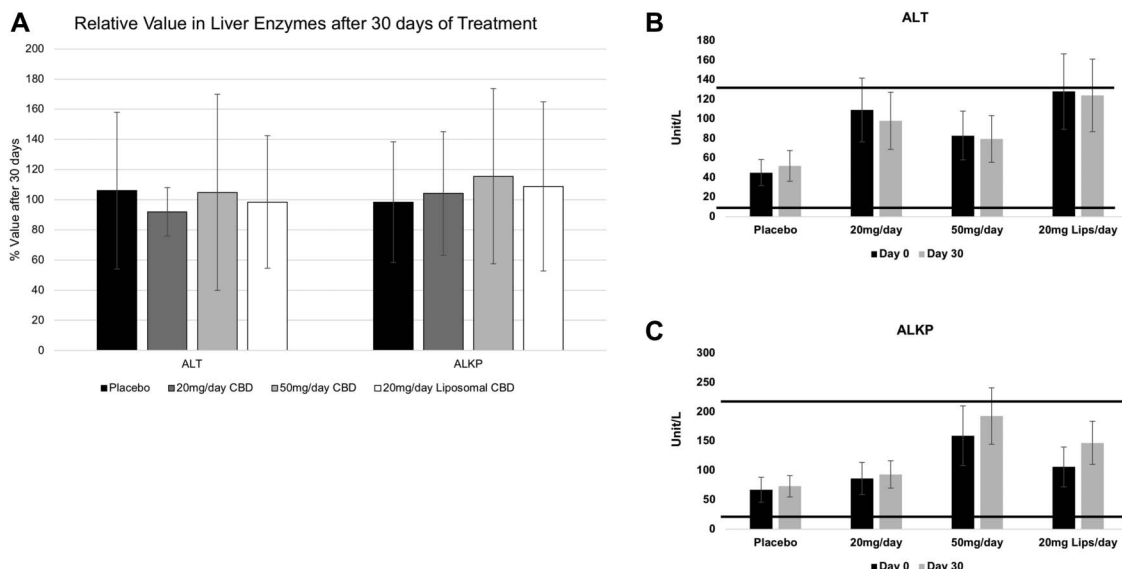 A
Relative Value in Liver Enzymes after 30 days of Treatment
% Value after 30 days
200
180
160
140
120
100
80
60
40
20
0
ALT
ALKP
Placebo
20mg/day CBD
50mg/day CBD
20mg/day Liposomal CBD
B
ALT
Unit/L
180
160
140
120
100
80
60
40
20
0
Placebo
20mg/day
50mg/day
20mg Lips/day
Day 0
Day 30
C
ALKP
Unit/L
300
250
200
150
100
50
0
Placebo
20mg/day
50mg/day
20mg Lips/day
Day 0
Day 30